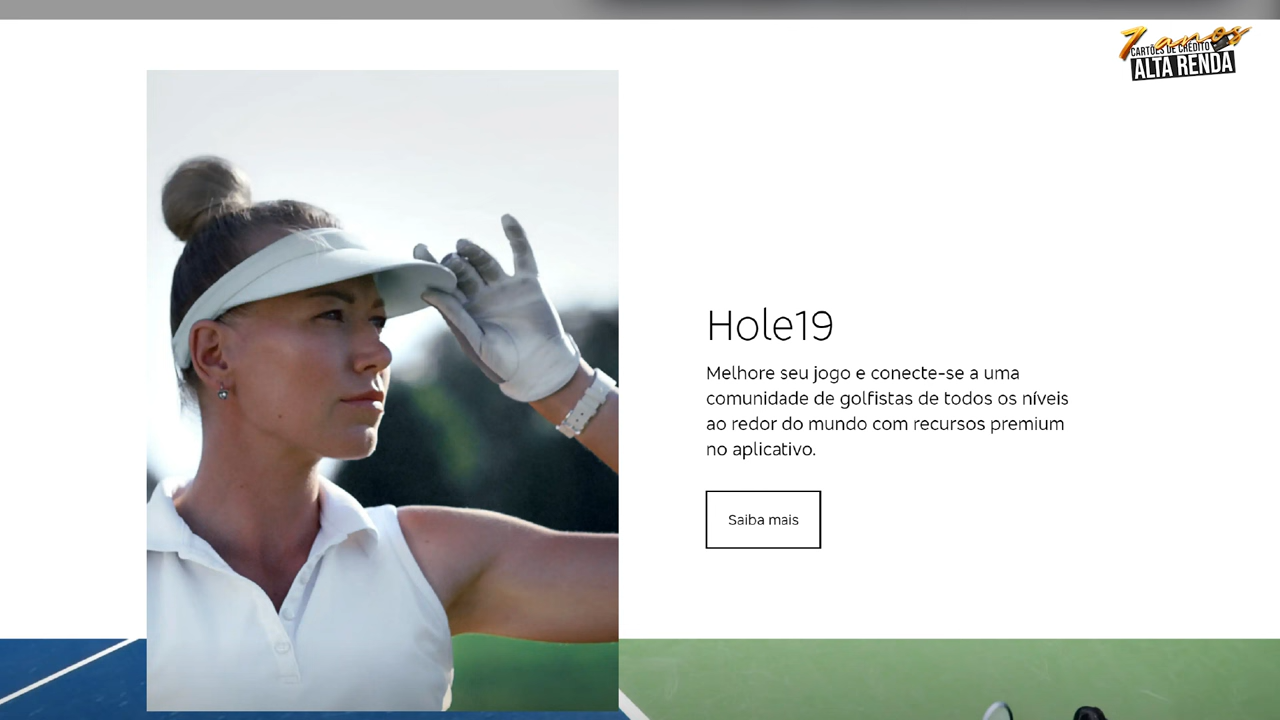 7 anos
CARTÕES DE CRÉDITO
ALTA RENDA
Hole19
Melhore seu jogo e conecte-se a uma
comunidade de golfistas de todos os níveis
ao redor do mundo com recursos premium
no aplicativo.
Saiba mais